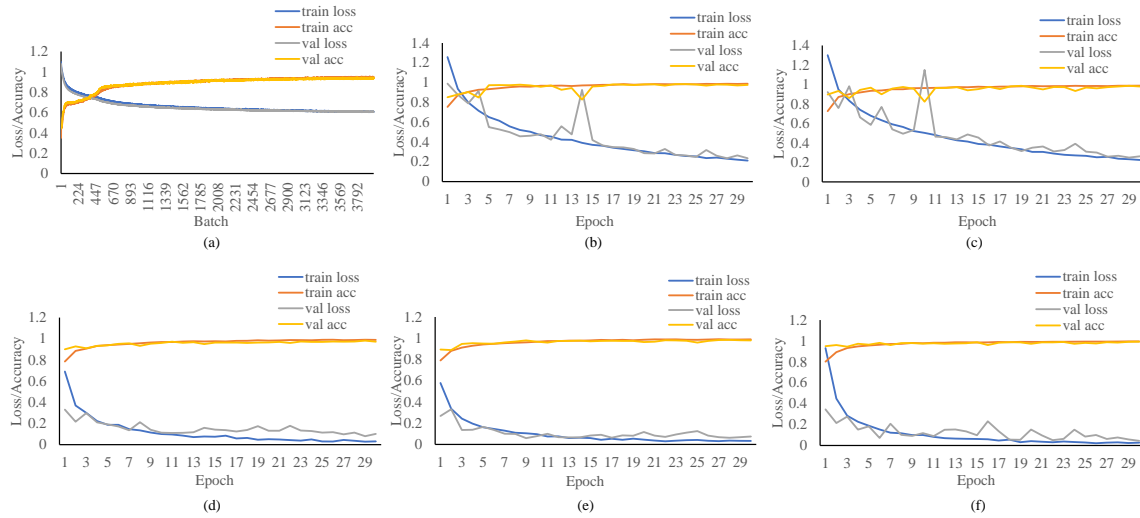 train loss
train acc
val loss
val acc
1.2
1
0.8
0.6
0.4
0.2
0
Loss/Accuracy
1
224
447
670
893
1116
1339
1562
1785
2008
2231
2454
2677
2900
3123
3346
3569
3792
Batch
(a)
train loss
train acc
val loss
val acc
1.4
1.2
1
0.8
0.6
0.4
0.2
0
Loss/Accuracy
1 3 5 7 9 11 13 15 17 19 21 23 25 27 29
Epoch
(b)
train loss
train acc
val loss
val acc
1.4
1.2
1
0.8
0.6
0.4
0.2
0
Loss/Accuracy
1 3 5 7 9 11 13 15 17 19 21 23 25 27 29
Epoch
(c)
train loss
train acc
val loss
val acc
1.2
1
0.8
0.6
0.4
0.2
0
Loss/Accuracy
1 3 5 7 9 11 13 15 17 19 21 23 25 27 29
Epoch
(d)
train loss
train acc
val loss
val acc
1.2
1
0.8
0.6
0.4
0.2
0
Loss/Accuracy
1 3 5 7 9 11 13 15 17 19 21 23 25 27 29
Epoch
(e)
train loss
train acc
val loss
val acc
1.2
1
0.8
0.6
0.4
0.2
0
Loss/Accuracy
1 3 5 7 9 11 13 15 17 19 21 23 25 27 29
Epoch
(f)